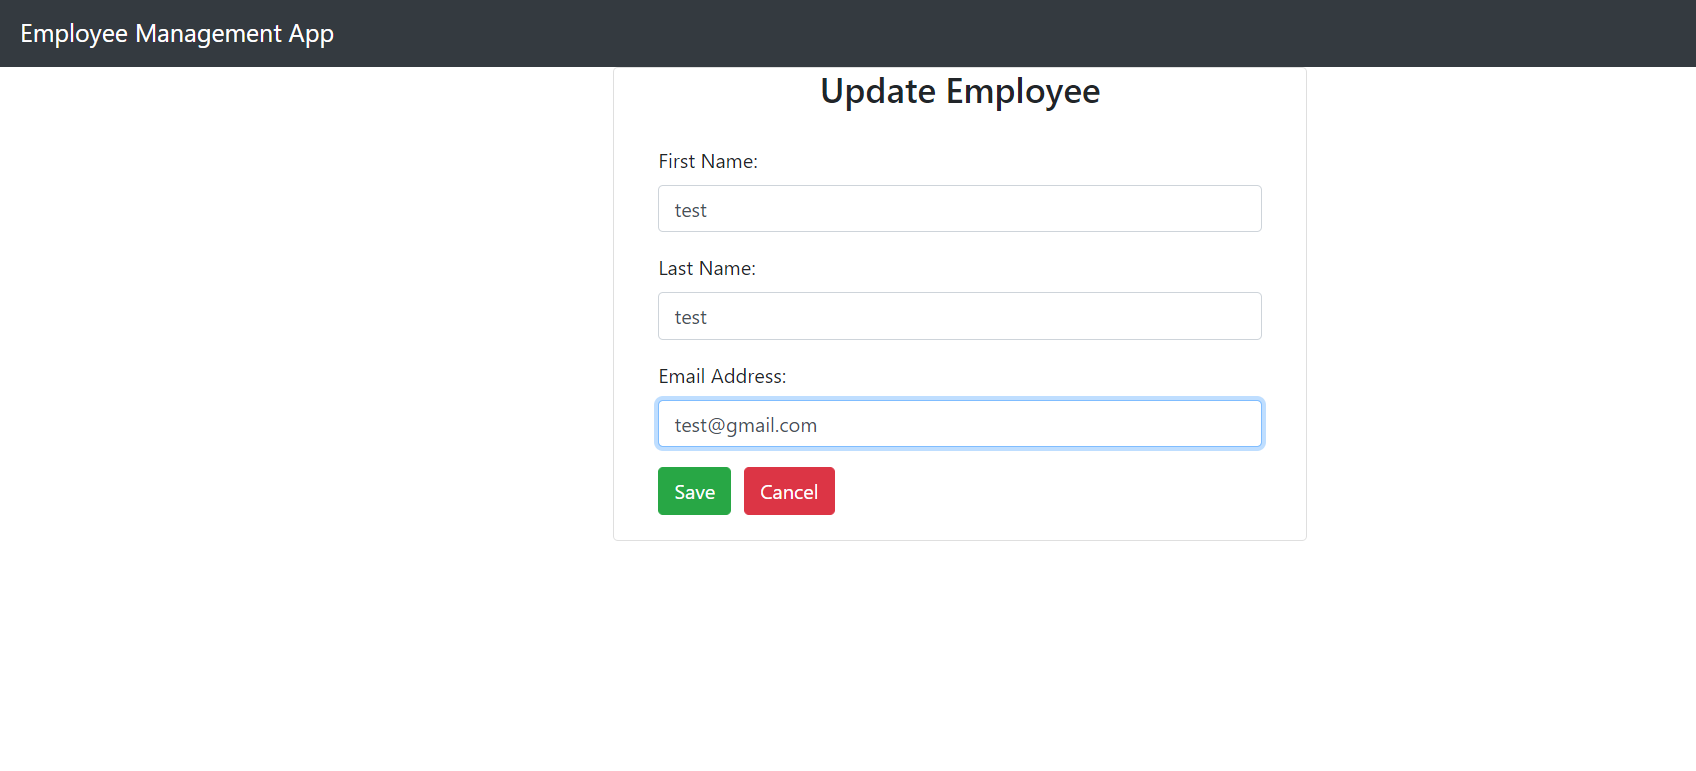 Employee Management App
Update Employee
First Name:
test
Last Name:
test
Email Address:
test@gmail.com
Save Cancel